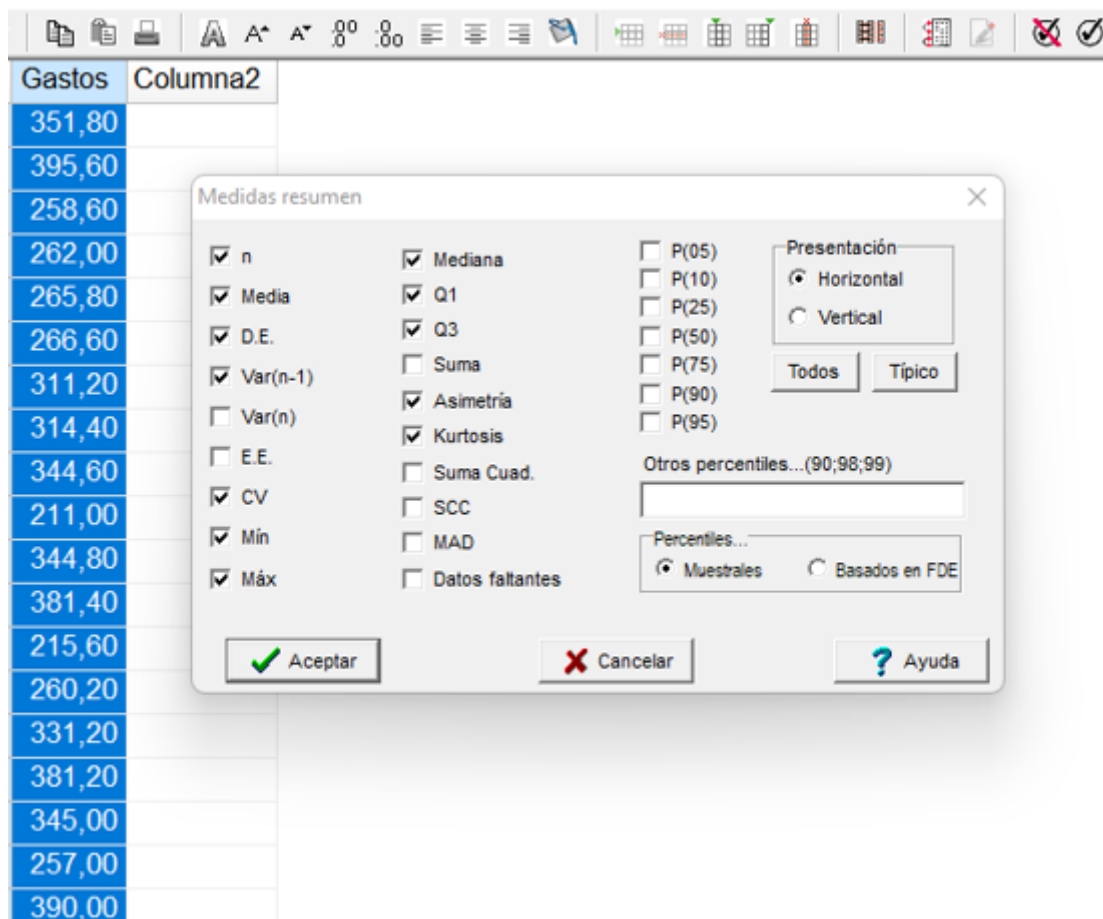 Gastos Columna2
351,80
395,60
258,60
262,00
265,80
266,60
311,20
314,40
344,60
211,00
344,80
381,40
215,60
260,20
331,20
381,20
345,00
257,00
390,00
Medidas resumen
n
Media
D.E.
Var(n-1)
Var(n)
E.E.
CV
Mín
Máx
Mediana
Q1
Q3
Suma
Asimetría
Kurtosis
Suma Cuad.
SCC
MAD
Datos faltantes
P(05)
P(10)
P(25)
P(50)
P(75)
P(90)
P(95)
Presentación
Horizontal
Vertical
Todos Típico
Otros percentiles...(90;98;99)
Percentiles...
Muestrales Basados en FDE
Aceptar Cancelar Ayuda